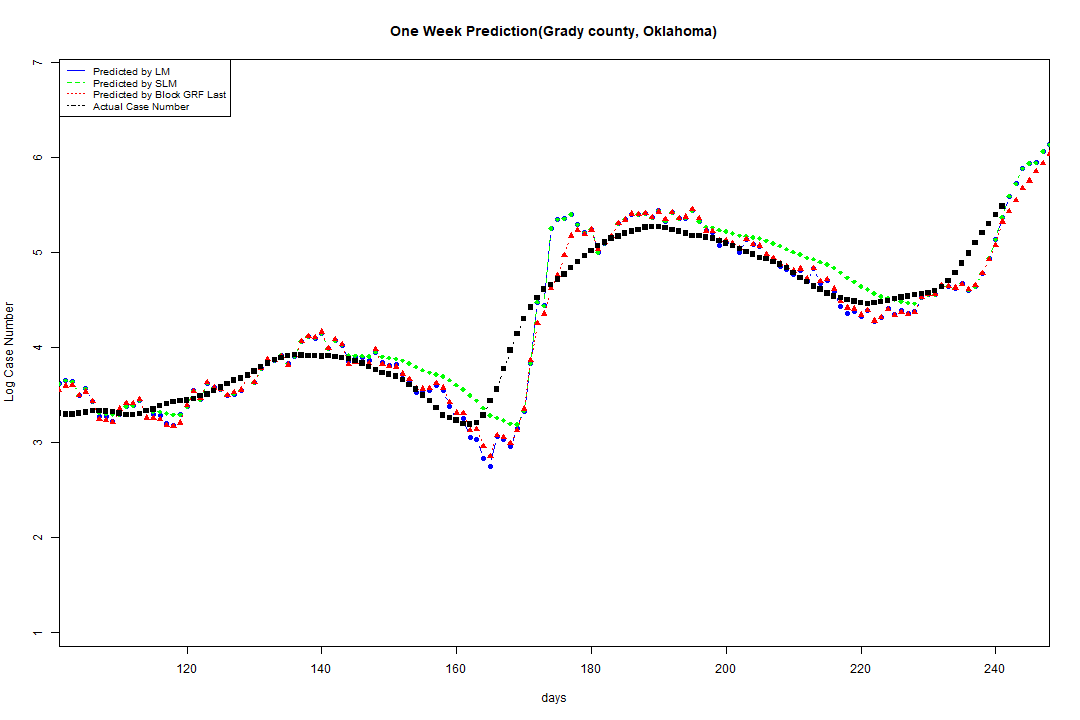 One Week Prediction(Grady county, Oklahoma)
Predicted by LM
Predicted by SLM
Predicted by Block GRF Last
Actual Case Number
7
6
5
4
3
2
1
Log Case Number
120 140 160 180 200 220 240
days